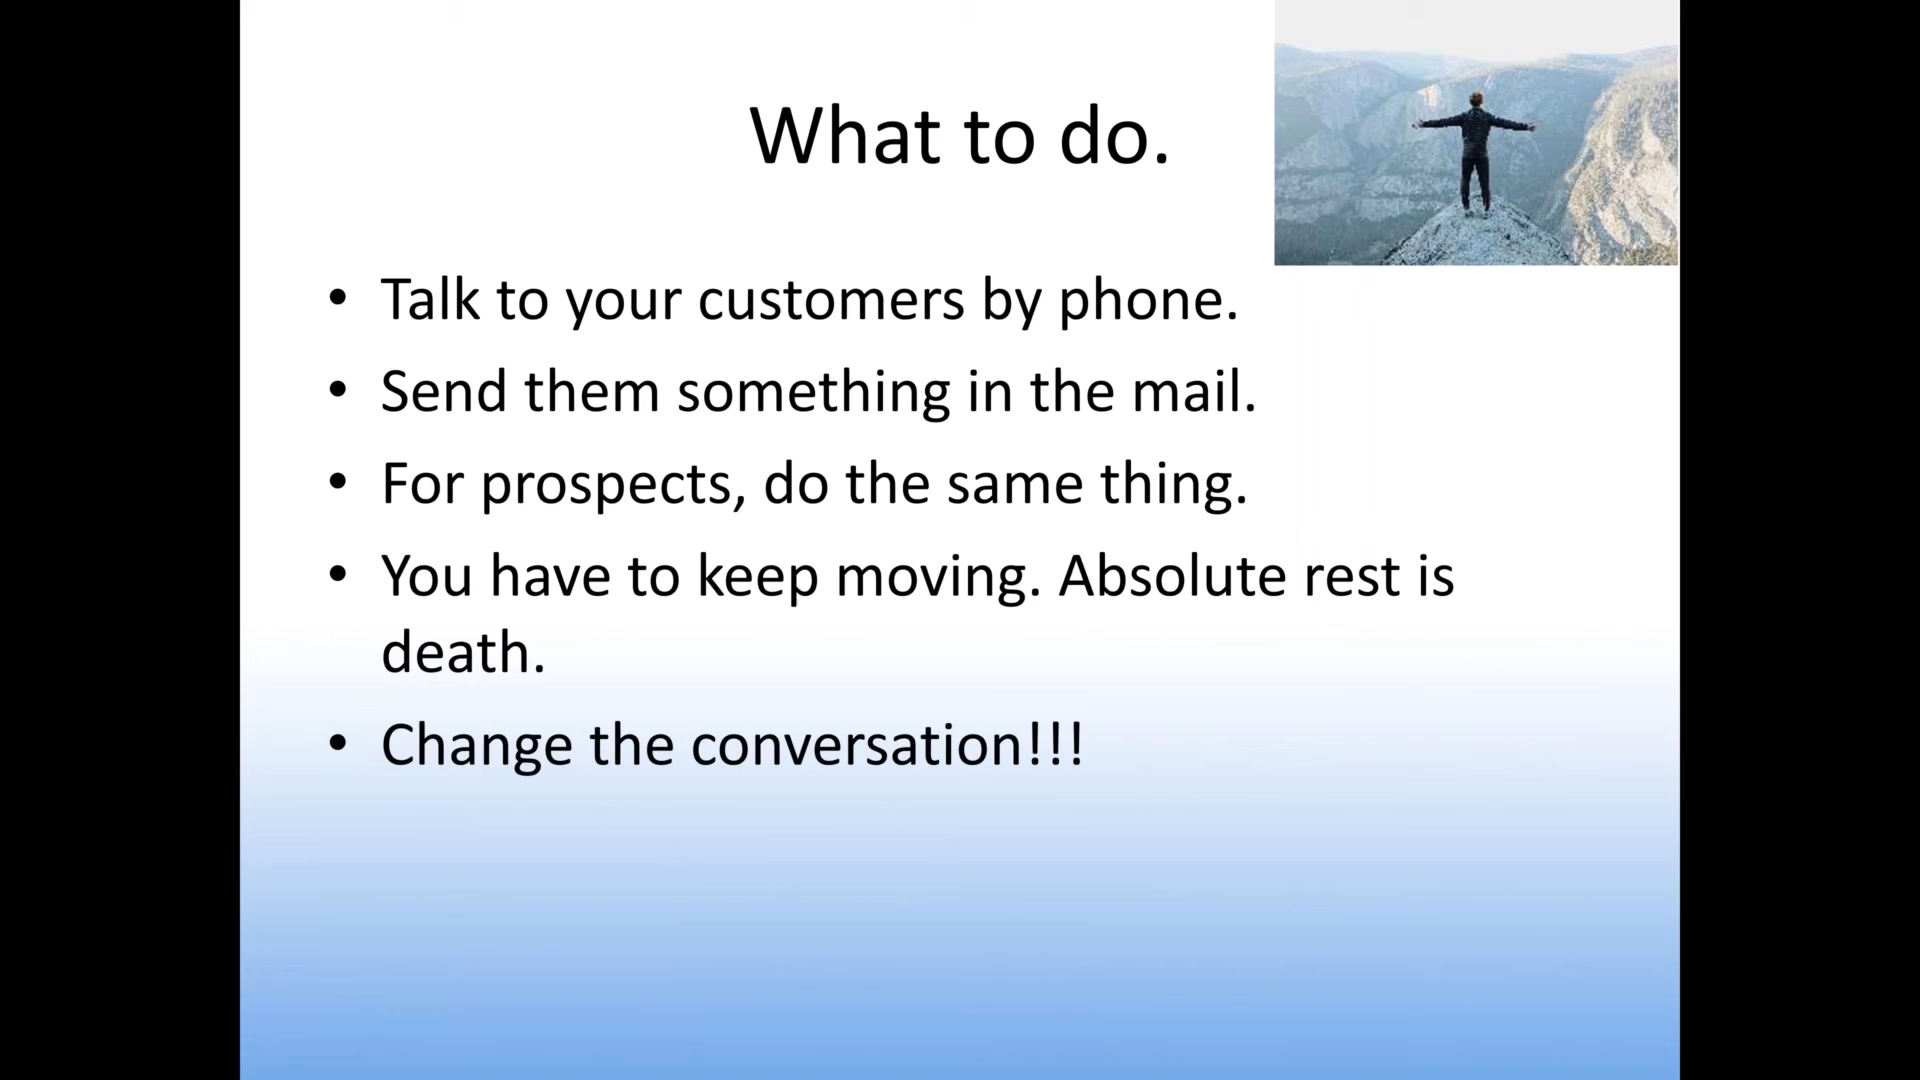 What to do.
• Talk to your customers by phone.
• Send them something in the mail.
• For prospects, do the same thing.
• You have to keep moving. Absolute rest is
death.
• Change the conversation!!!